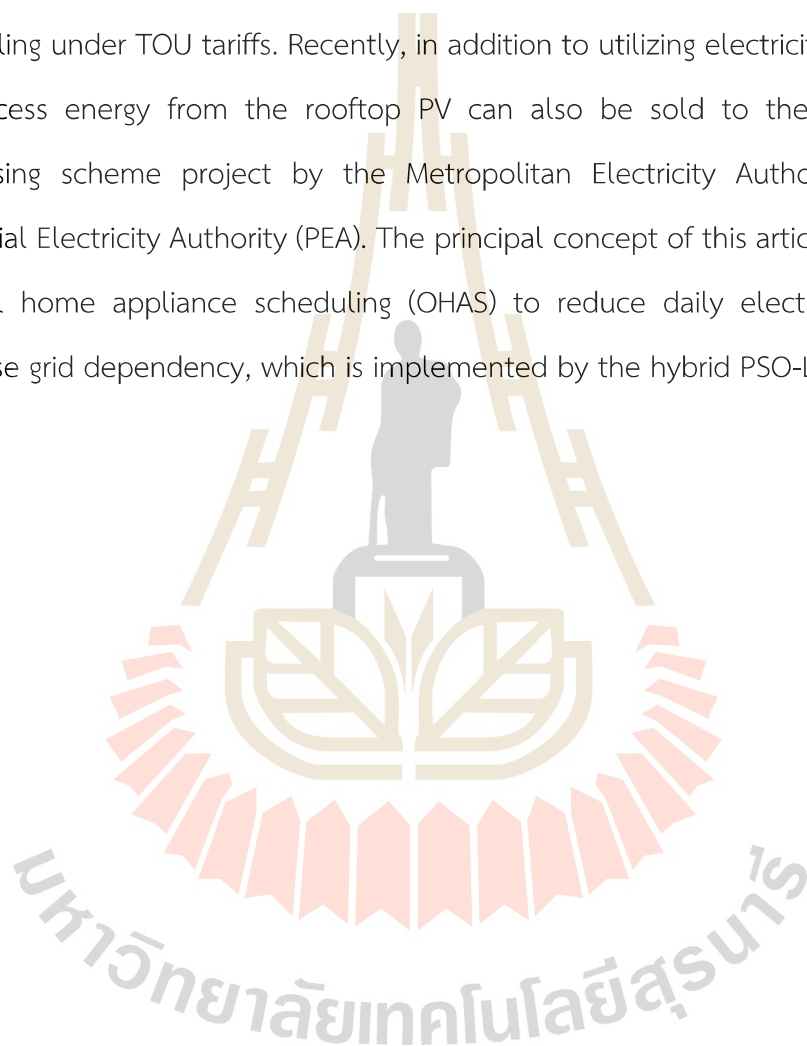 ling under TOU tariffs. Recently, in addition to utilizing electricit
cess energy from the rooftop PV can also be sold to the
sing scheme project by the Metropolitan Electricity Autho
ial Electricity Authority (PEA). The principal concept of this artic
l home appliance scheduling (OHAS) to reduce daily elect
se grid dependency, which is implemented by the hybrid PSO-L
มหาวิทยาลัยเทคโนโลยีสุรนารี